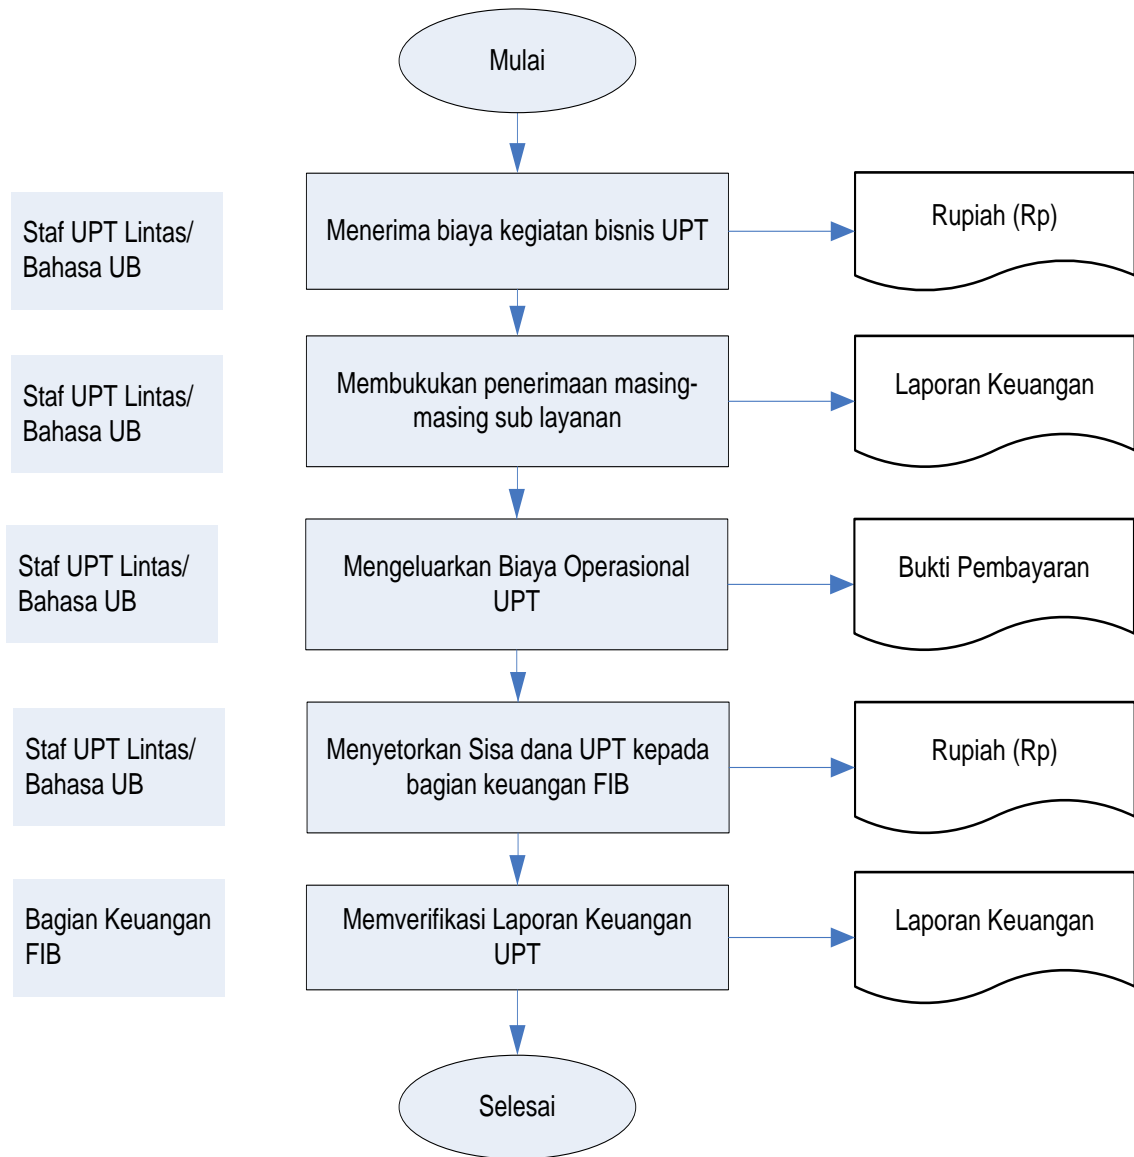 Mulai
Staf UPT Lintas/
Bahasa UB
Menerima biaya kegiatan bisnis UPT
Rupiah (Rp)
Staf UPT Lintas/
Bahasa UB
Membukukan penerimaan masing-
masing sub layanan
Laporan Keuangan
Staf UPT Lintas/
Bahasa UB
Mengeluarkan Biaya Operasional
UPT
Bukti Pembayaran
Staf UPT Lintas/
Bahasa UB
Menyetorkan Sisa dana UPT kepada
bagian keuangan FIB
Rupiah (Rp)
Bagian Keuangan
FIB
Memverifikasi Laporan Keuangan
UPT
Laporan Keuangan
Selesai